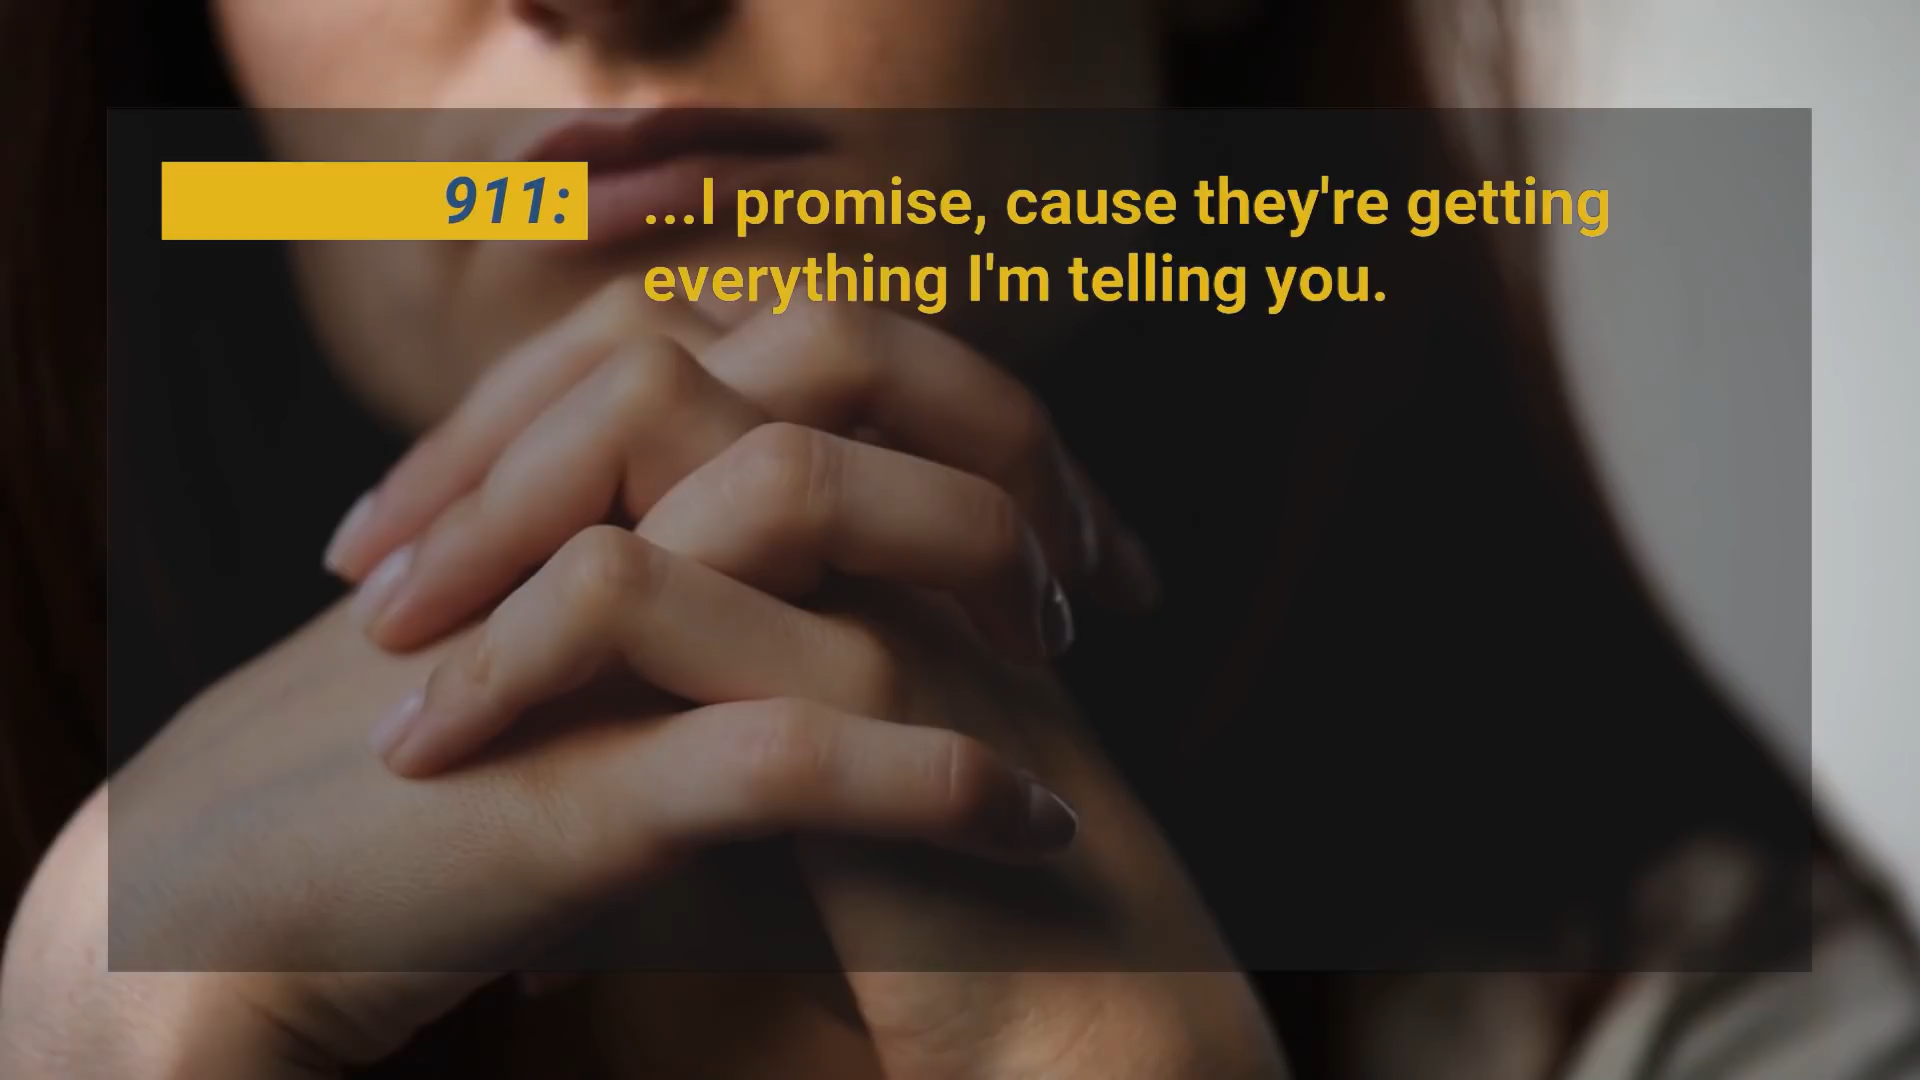 911: ...I promise, cause they're getting
everything I'm telling you.